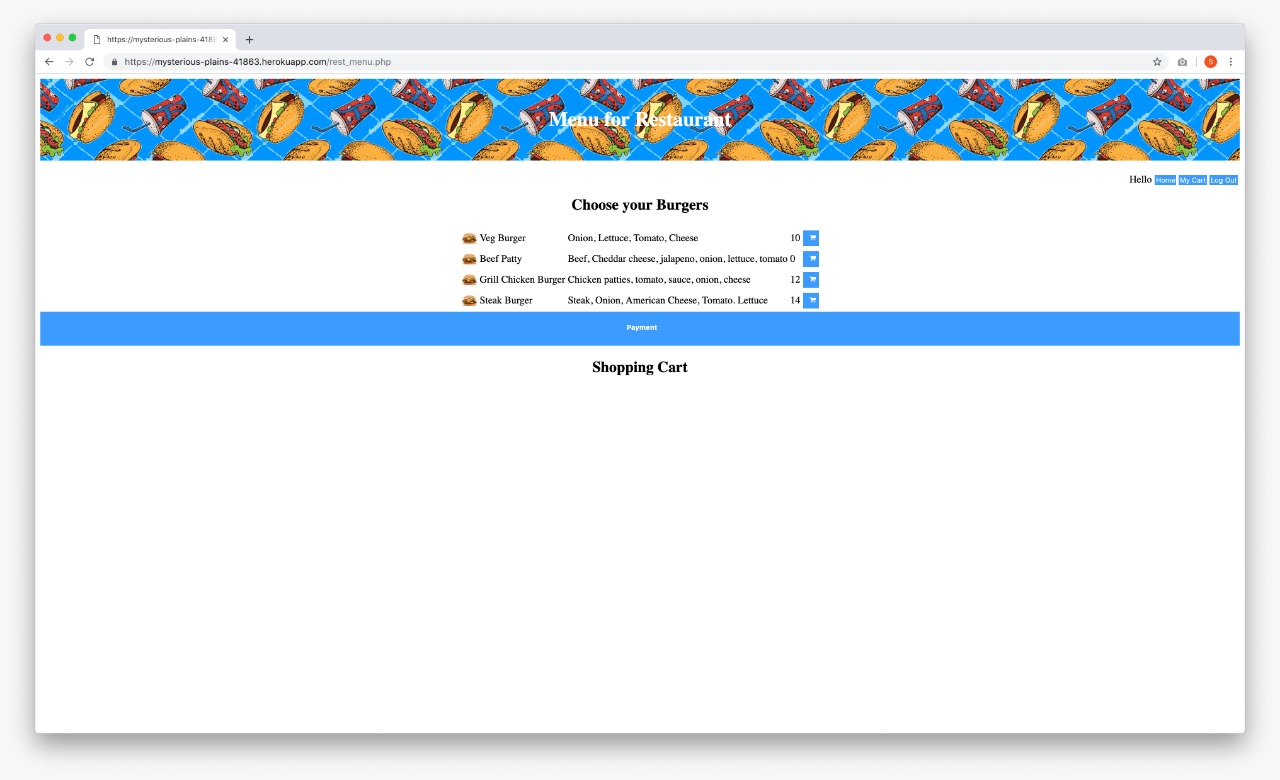 https://mysterious-plains-4186
https://mysterious-plains-41863.herokuapp.com/rest_menu.php
S
Menu for Restaurant
Hello Home My Cart Log Out
Choose your Burgers
Veg Burger Onion, Lettuce, Tomato, Cheese 10
Beef Patty Beef, Cheddar cheese, jalapeno, onion, lettuce, tomato 0
Grill Chicken Burger Chicken patties, tomato, sauce, onion, cheese 12
Steak Burger Steak, Onion, American Cheese, Tomato. Lettuce 14
Payment
Shopping Cart